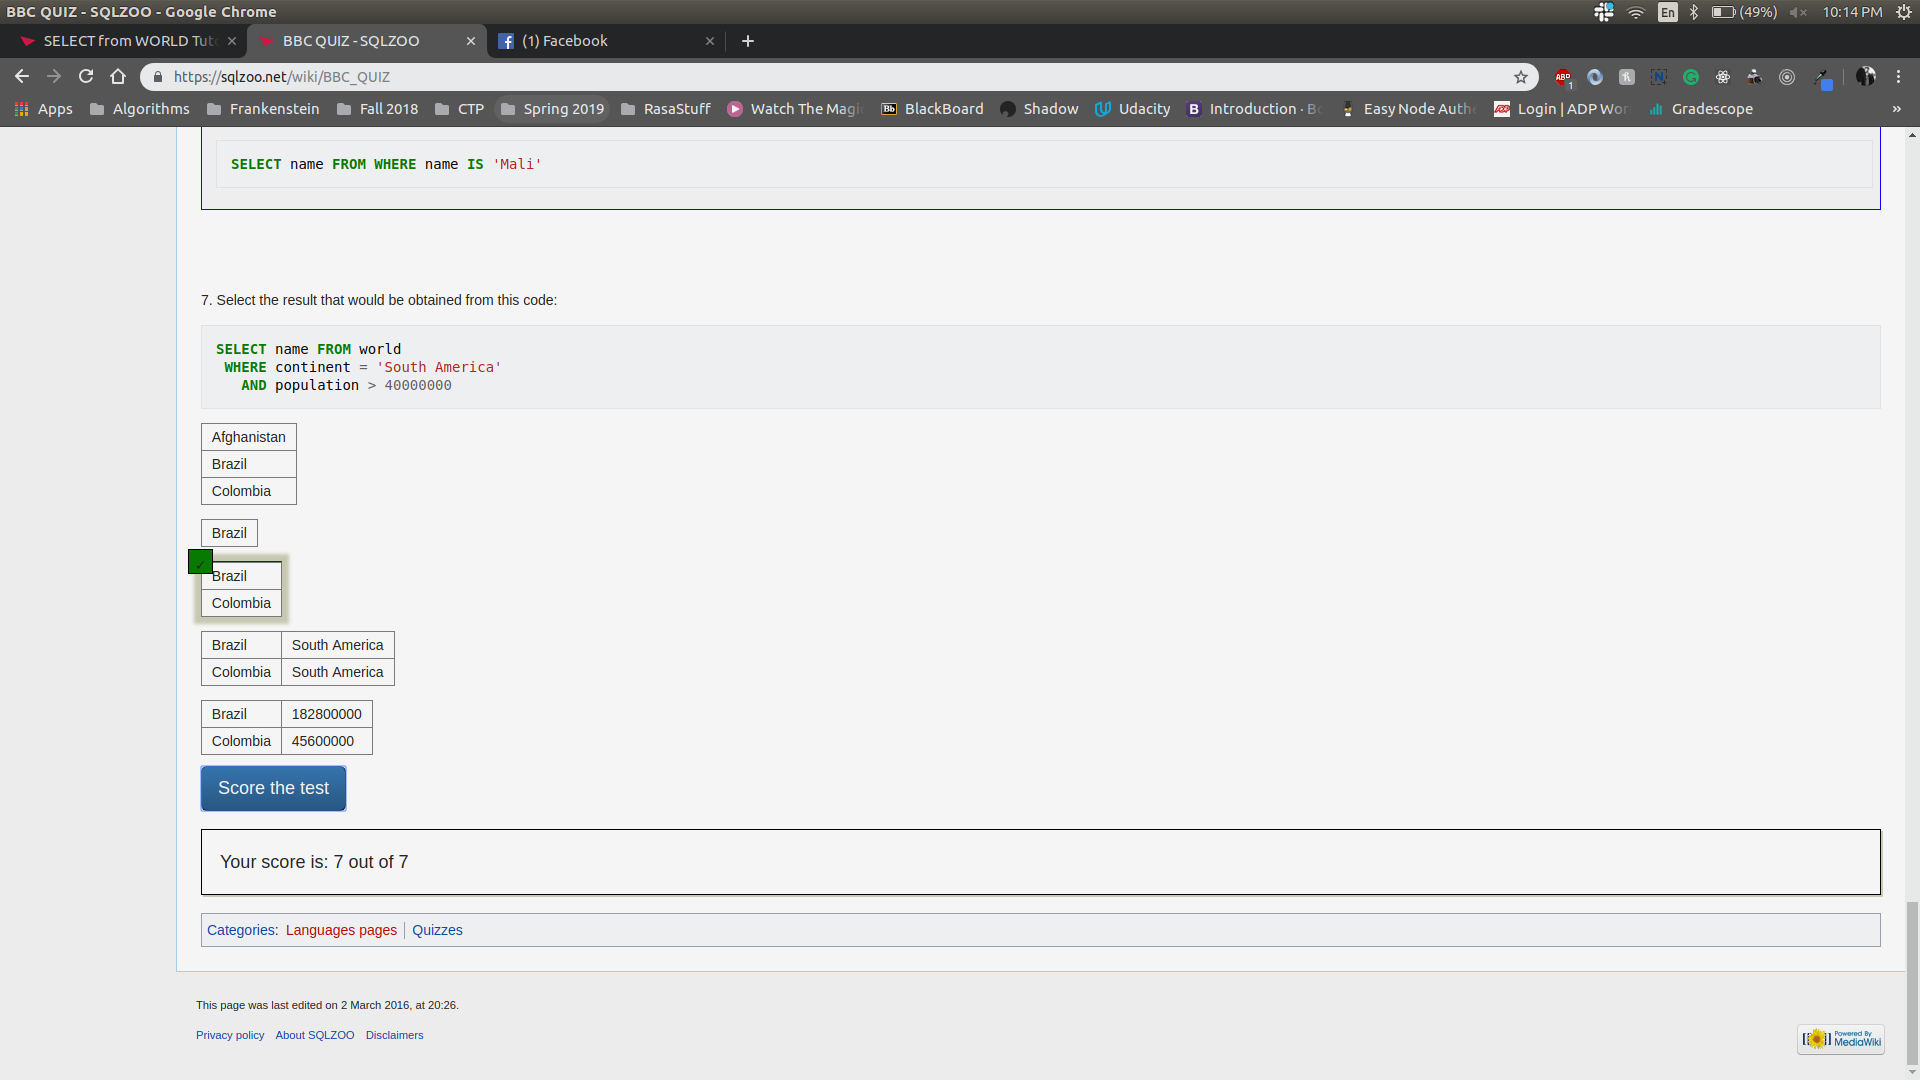 BBC QUIZ - SQLZOO - Google Chrome
En (49%) 10:14 PM
SELECT from WORLD Tuto
BBC QUIZ - SQLZOO
(1) Facebook
https://sqlzoo.net/wiki/BBC_QUIZ
ABP 1
Apps Algorithms Frankenstein Fall 2018 CTP Spring 2019 RasaStuff Watch The Magi Bb BlackBoard Shadow Udacity B Introduction · Bo Easy Node Authe Login | ADP Wor Gradescope »
SELECT name FROM WHERE name IS 'Mali'
7. Select the result that would be obtained from this code:
SELECT name FROM world
WHERE continent = 'South America'
AND population > 40000000
Afghanistan
Brazil
Colombia
Brazil
✓
Brazil
Colombia
Brazil South America
Colombia South America
Brazil 182800000
Colombia 45600000
Score the test
Your score is: 7 out of 7
Categories: Languages pages Quizzes
This page was last edited on 2 March 2016, at 20:26.
Privacy policy About SQLZOO Disclaimers
Powered By
MediaWiki